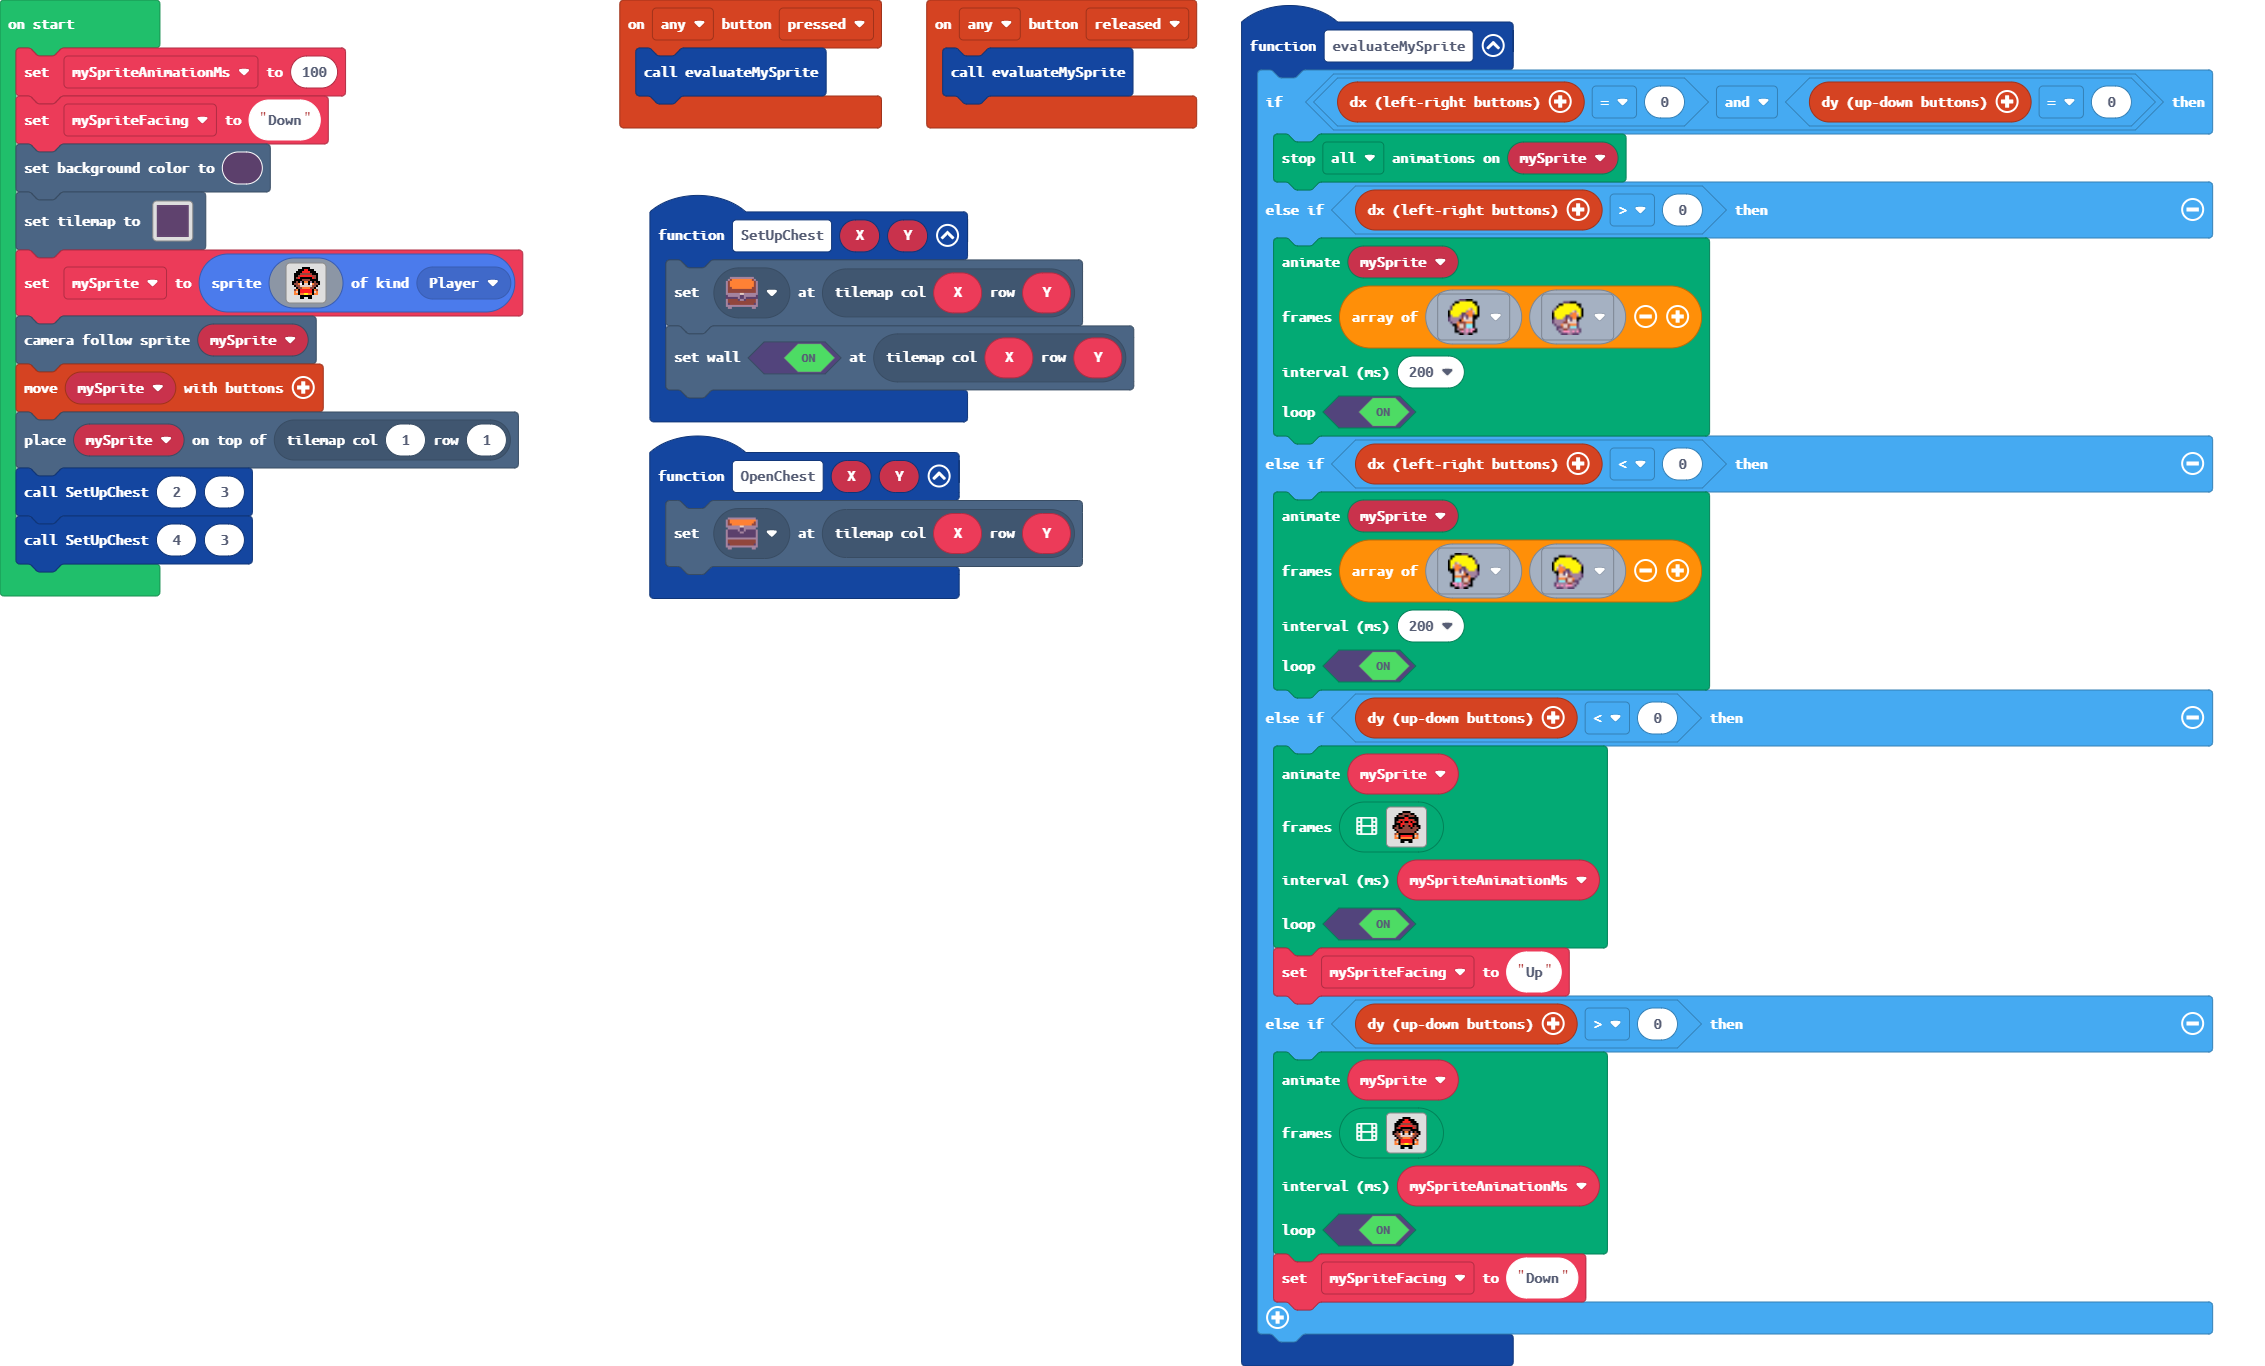 on start
set mySpriteAnimationMs to 100
set mySpriteFacing to "Down"
set background color to
set tilemap to
set mySprite to sprite of kind Player
camera follow sprite mySprite
move mySprite with buttons
place mySprite on top of tilemap col 1 row 1
call SetUpChest 2 3
call SetUpChest 4 3
on any button pressed
call evaluateMySprite
on any button released
call evaluateMySprite
function SetUpChest X Y
set at tilemap col X row Y
set wall ON at tilemap col X row Y
function OpenChest X Y
set at tilemap col X row Y
function evaluateMySprite
if dx (left-right buttons) = 0 and dy (up-down buttons) = 0 then
stop all animations on mySprite
else if dx (left-right buttons) > 0 then
animate mySprite
frames array of
interval (ms) 200
loop ON
else if dx (left-right buttons) < 0 then
animate mySprite
frames array of
interval (ms) 200
loop ON
else if dy (up-down buttons) < 0 then
animate mySprite
frames
interval (ms) mySpriteAnimationMs
loop ON
set mySpriteFacing to "Up"
else if dy (up-down buttons) > 0 then
animate mySprite
frames
interval (ms) mySpriteAnimationMs
loop ON
set mySpriteFacing to "Down"